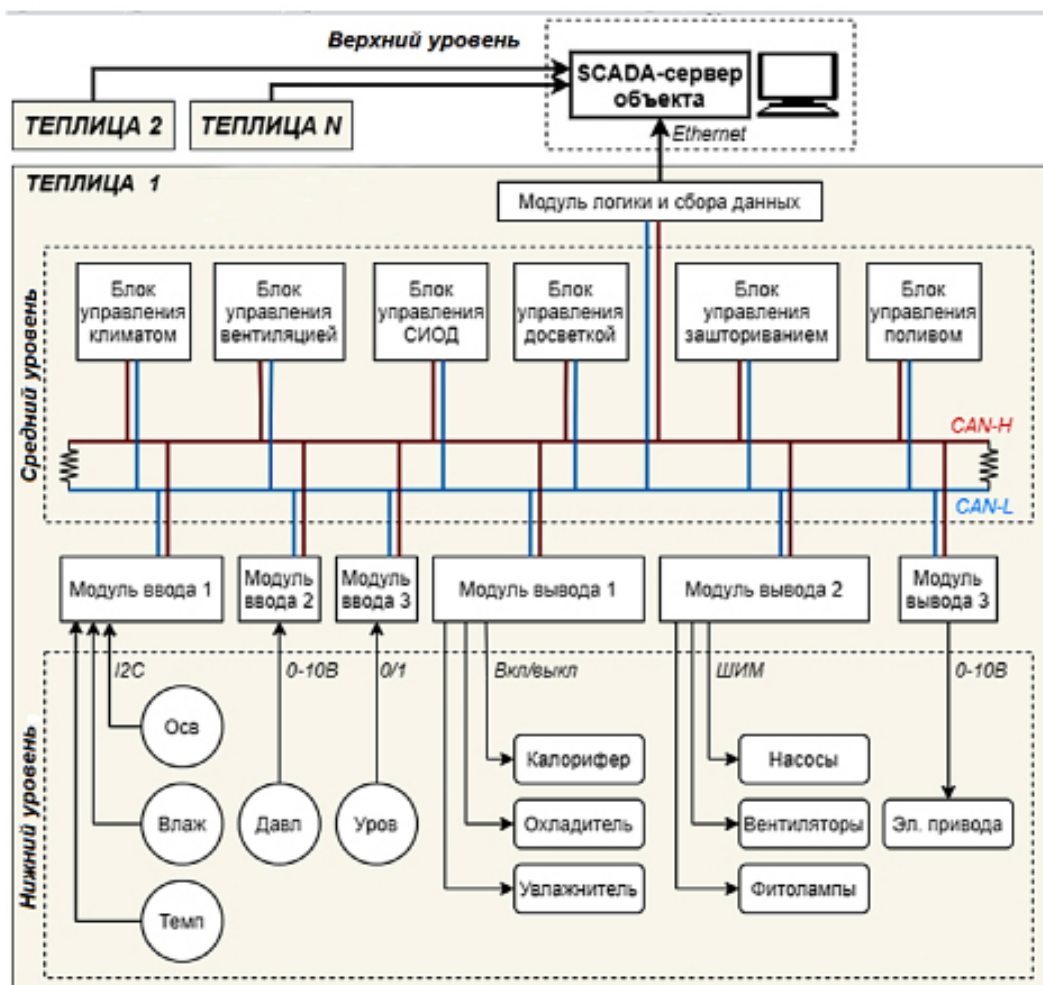 Верхний уровень
SCADA-сервер
объекта
ТЕПЛИЦА 2
ТЕПЛИЦА N
Ethernet
ТЕПЛИЦА 1
Модуль логики и сбора данных
Средний уровень
Блок
управления
климатом
Блок
управления
вентиляцией
Блок
управления
СИОД
Блок
управления
досветкой
Блок
управления
зашториванием
Блок
управления
поливом
CAN-H
CAN-L
Модуль ввода 1
Модуль
ввода 2
Модуль
ввода 3
Модуль вывода 1
Модуль вывода 2
Модуль
вывода 3
Нижний уровень
I2C
0-10В
0/1
Вкл/выкл
ШИМ
0-10В
Осв
Влаж
Темп
Давл
Уров
Калорифер
Охладитель
Увлажнитель
Насосы
Вентиляторы
Фитолампы
Эл. привода